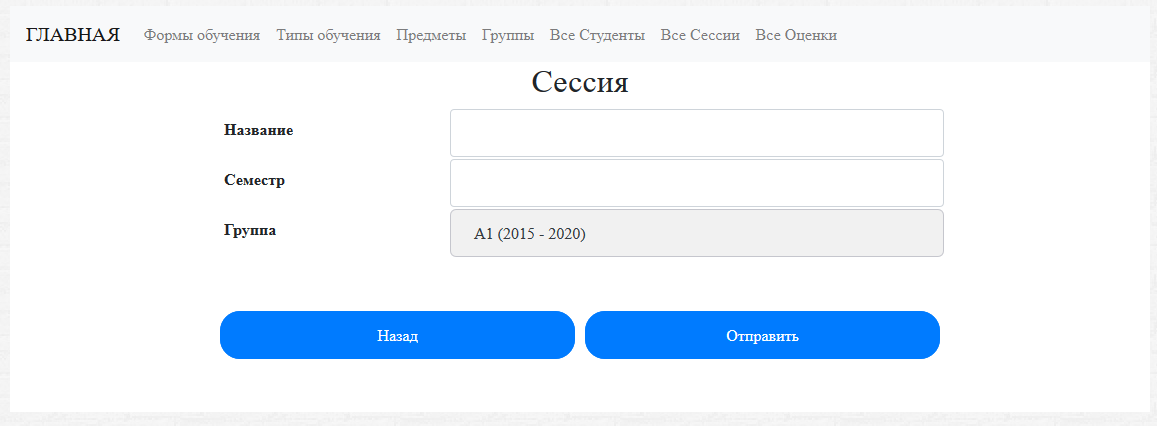 ГЛАВНАЯ Формы обучения Типы обучения Предметы Группы Все Студенты Все Сессии Все Оценки
Сессия
Название
Семестр
Группа А1 (2015 - 2020)
Назад Отправить